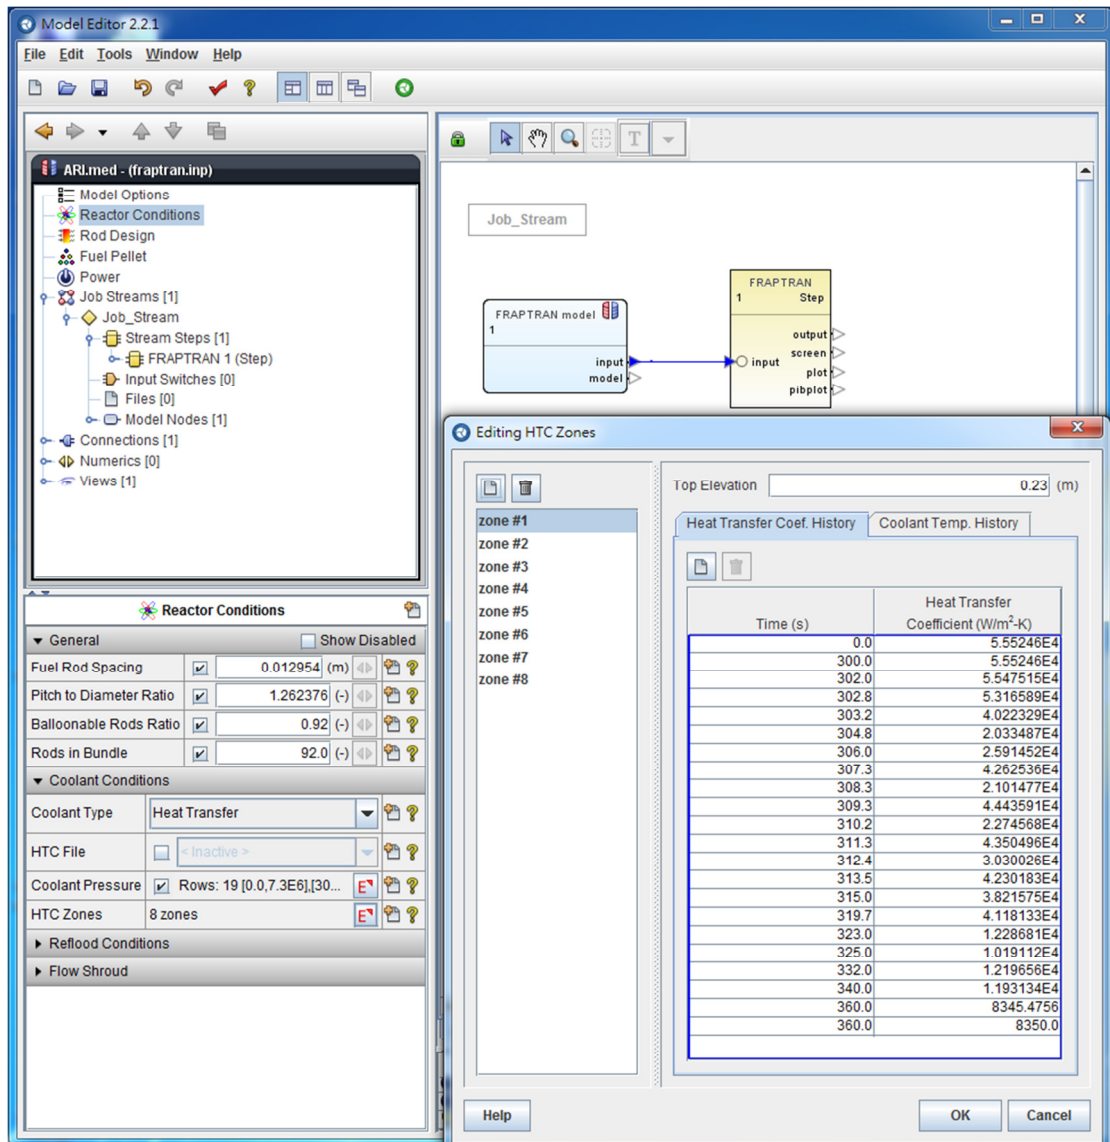 Model Editor 2.2.1
File Edit Tools Window Help
ARI.med - (fraptran.inp)
Model Options
Reactor Conditions
Rod Design
Fuel Pellet
Power
Job Streams [1]
Job_Stream
Stream Steps [1]
FRAPTRAN 1 (Step)
Input Switches [0]
Files [0]
Model Nodes [1]
Connections [1]
Numerics [0]
Views [1]
Reactor Conditions
General Show Disabled
Fuel Rod Spacing 0.012954 (m)
Pitch to Diameter Ratio 1.262376 (-)
Balloonable Rods Ratio 0.92 (-)
Rods in Bundle 92.0 (-)
Coolant Conditions
Coolant Type Heat Transfer
HTC File < Inactive >
Coolant Pressure Rows: 19 [0.0,7.3E6],[30... E
HTC Zones 8 zones E
Reflood Conditions
Flow Shroud
T
Job_Stream
FRAPTRAN model
1
input
model
FRAPTRAN
1 Step
output
screen
input
plot
pibplot
Editing HTC Zones
zone #1
zone #2
zone #3
zone #4
zone #5
zone #6
zone #7
zone #8
Top Elevation 0.23 (m)
Heat Transfer Coef. History Coolant Temp. History
Time (s) Heat Transfer
Coefficient (W/m²-K)
0.0 5.55246E4
300.0 5.55246E4
302.0 5.547515E4
302.8 5.316589E4
303.2 4.022329E4
304.8 2.033487E4
306.0 2.591452E4
307.3 4.262536E4
308.3 2.101477E4
309.3 4.443591E4
310.2 2.274568E4
311.3 4.350496E4
312.4 3.030026E4
313.5 4.230183E4
315.0 3.821575E4
319.7 4.118133E4
323.0 1.228681E4
325.0 1.019112E4
332.0 1.219656E4
340.0 1.193134E4
360.0 8345.4756
360.0 8350.0
Help OK Cancel